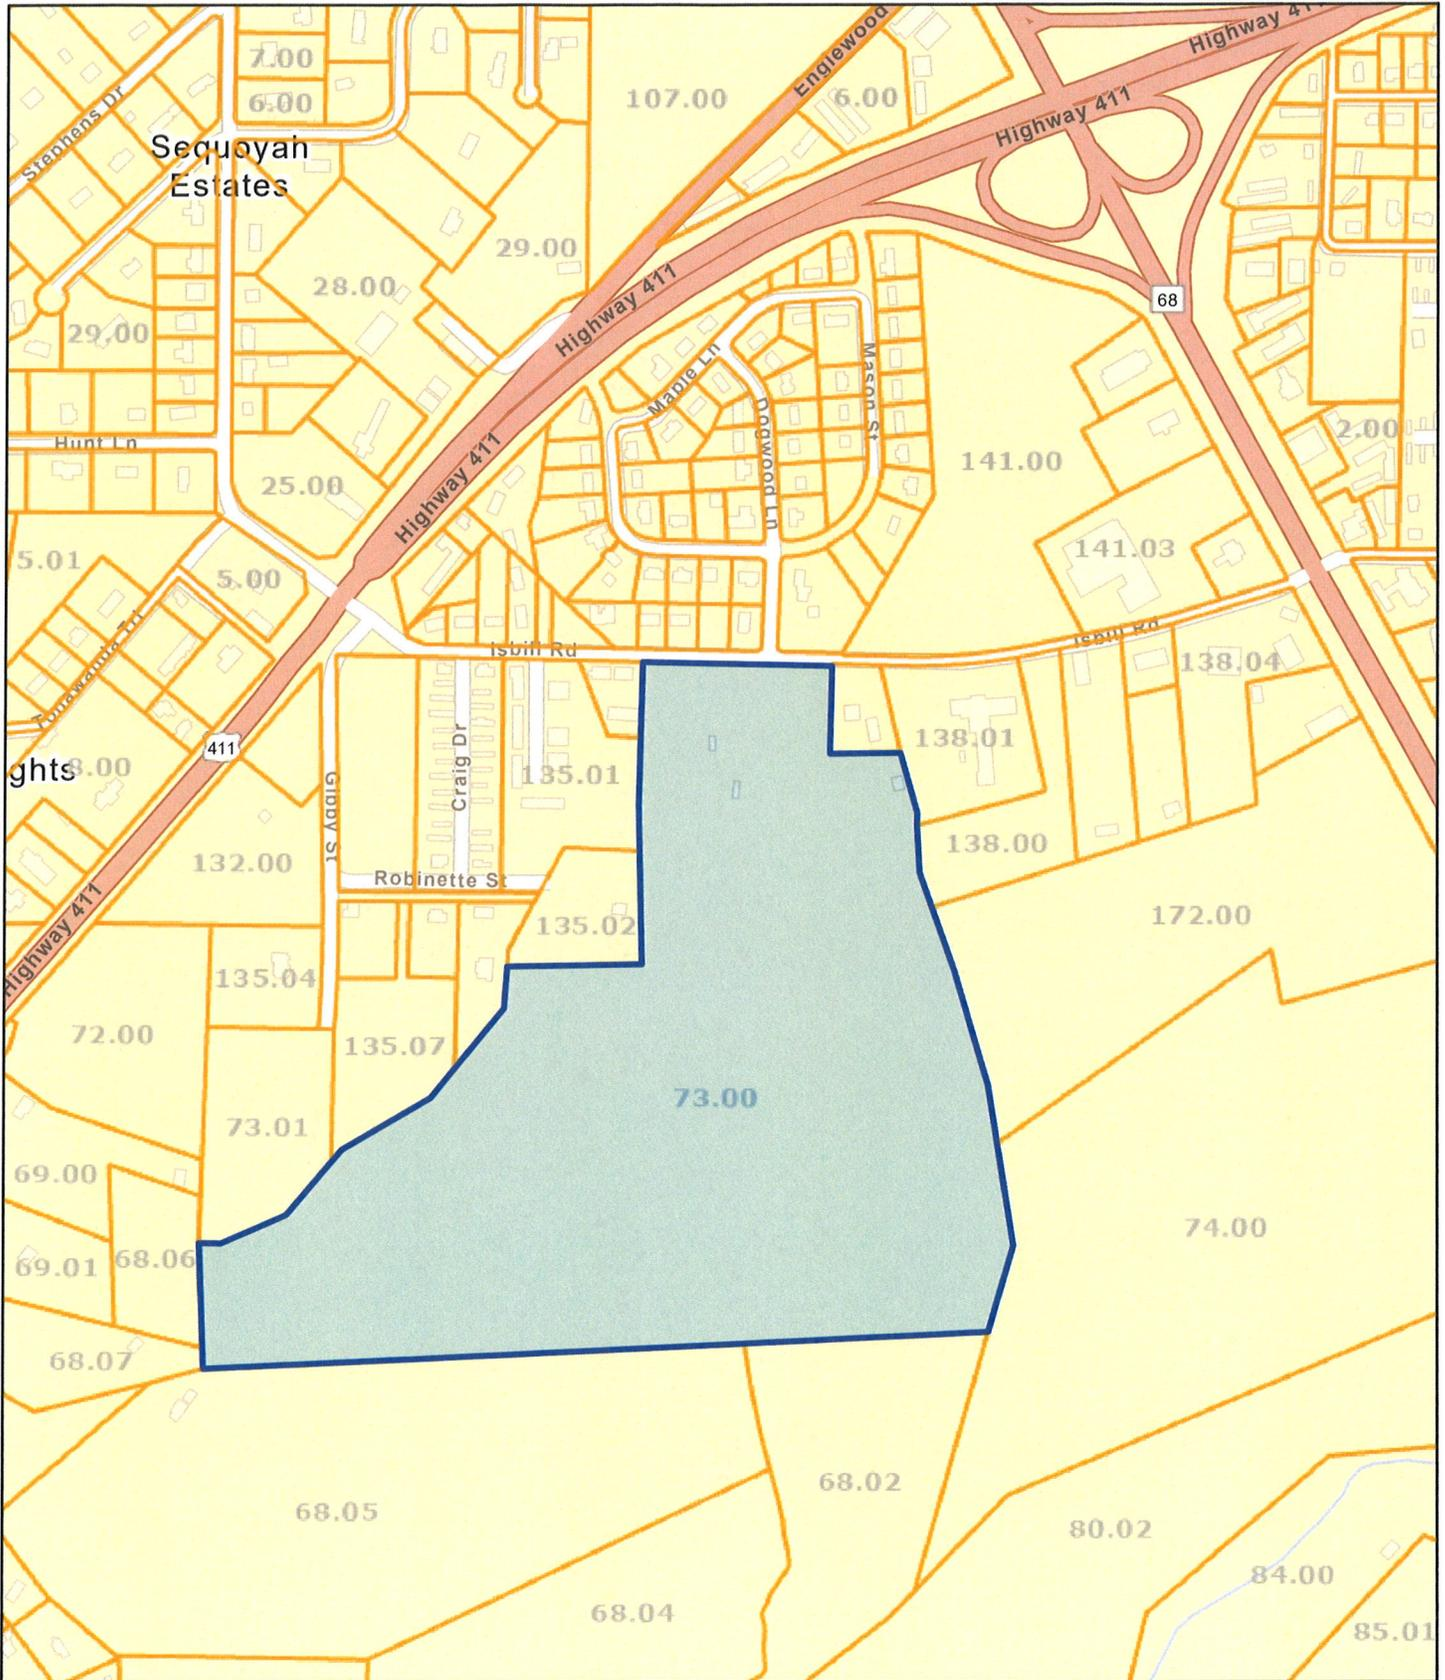 Highway 411
Englewood
7.00
107.00
6.00
6.00
Highway 411
Stephens Dr
Sequoyah
Estates
29.00
28.00
68
Highway 411
29.00
Maple Ln
Mason St
Dogwood Ln
2.00
Hunt Ln
141.00
25.00
Highway 411
5.01
5.00
141.03
Tonawanda Trl
Isbill Rd
Isbill Rd
138.04
411
138.01
ghts
8.00
Craig Dr
135.01
Gibby St
138.00
132.00
Robinette St
172.00
135.02
Highway 411
135.04
72.00
135.07
73.00
73.01
69.00
74.00
68.06
69.01
68.07
68.02
68.05
80.02
84.00
68.04
85.01